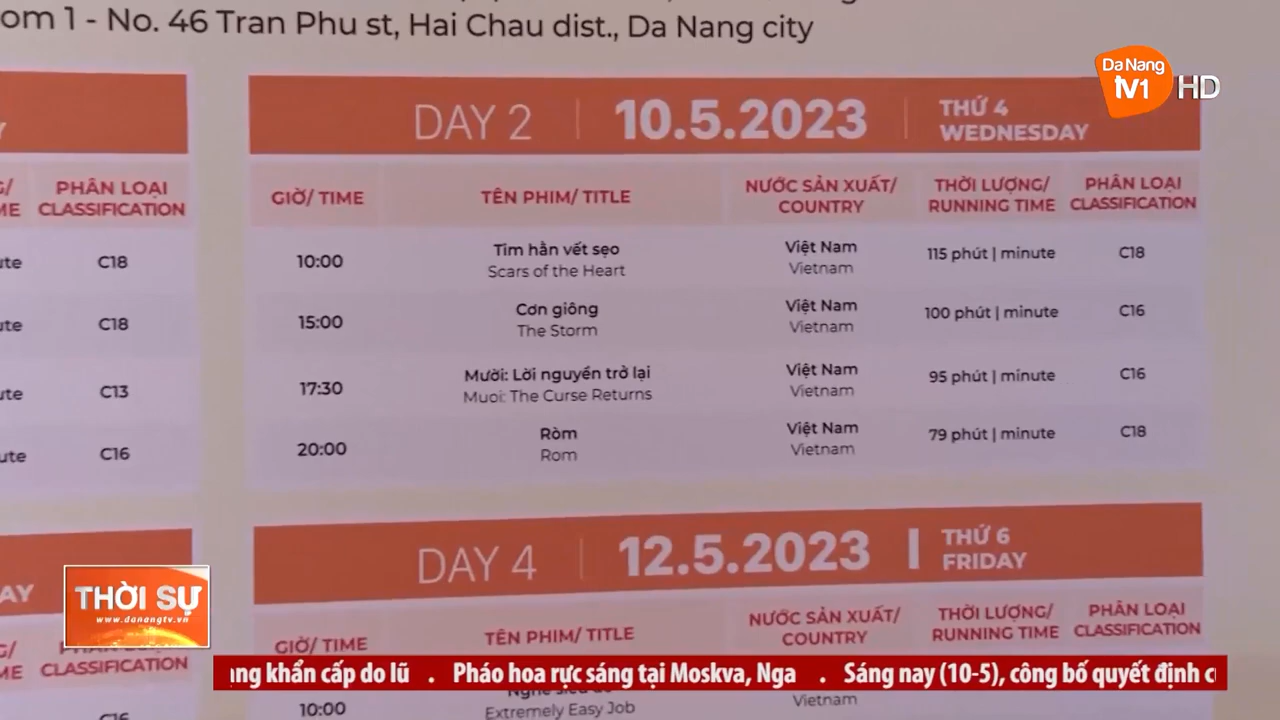 om 1 - No. 46 Tran Phu st, Hai Chau dist., Da Nang city
Da Nang
TV1 HD
DAY 2 | 10.5.2023 | THỨ 4
WEDNESDAY
PHÂN LOẠI
CLASSIFICATION
GIỜ/ TIME
TÊN PHIM/ TITLE
NƯỚC SẢN XUẤT/
COUNTRY
THỜI LƯỢNG/
RUNNING TIME
PHÂN LOẠI
CLASSIFICATION
C18
C18
C13
C16
10:00
Tìm hằn vết sẹo
Scars of the Heart
Việt Nam
Vietnam
115 phút | minute
C18
15:00
Cơn giông
The Storm
Việt Nam
Vietnam
100 phút | minute
C16
17:30
Mười: Lời nguyền trở lại
Muoi: The Curse Returns
Việt Nam
Vietnam
95 phút | minute
C16
20:00
Ròm
Rom
Việt Nam
Vietnam
79 phút | minute
C18
DAY 4 | 12.5.2023 | THỨ 6
FRIDAY
THỜI SỰ
www.danangtv.vn
CLASSIFICATION
GIỜ/ TIME
TÊN PHIM/ TITLE
NƯỚC SẢN XUẤT/
COUNTRY
THỜI LƯỢNG/
RUNNING TIME
PHÂN LOẠI
CLASSIFICATION
ang khẩn cấp do lũ . Pháo hoa rực sáng tại Moskva, Nga . Sáng nay (10-5), công bố quyết định
10:00
Extremely Easy Job
Vietnam